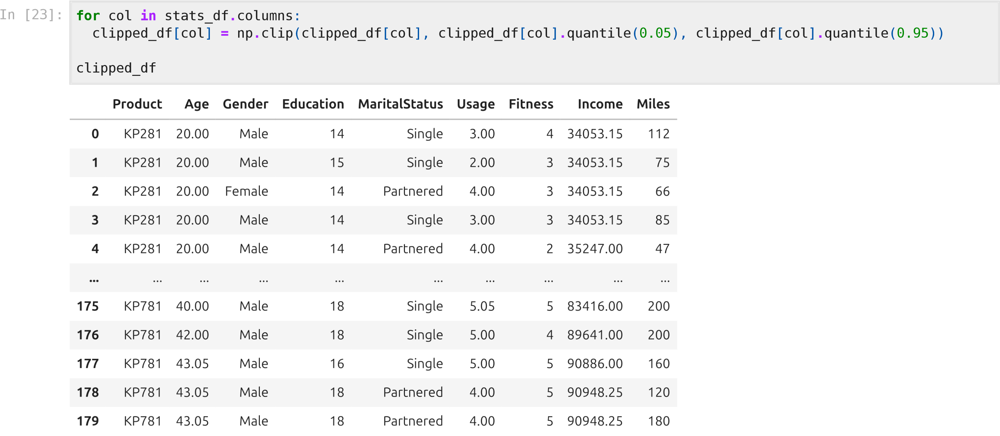 In [23]:
for col in stats_df.columns:
  clipped_df[col] = np.clip(clipped_df[col], clipped_df[col].quantile(0.05), clipped_df[col].quantile(0.95))
clipped_df
Product Age Gender Education MaritalStatus Usage Fitness Income Miles
0 KP281 20.00 Male 14 Single 3.00 4 34053.15 112
1 KP281 20.00 Male 15 Single 2.00 3 34053.15 75
2 KP281 20.00 Female 14 Partnered 4.00 3 34053.15 66
3 KP281 20.00 Male 14 Single 3.00 3 34053.15 85
4 KP281 20.00 Male 14 Partnered 4.00 2 35247.00 47
... ... ... ... ... ... ... ... ... ...
175 KP781 40.00 Male 18 Single 5.05 5 83416.00 200
176 KP781 42.00 Male 18 Single 5.00 4 89641.00 200
177 KP781 43.05 Male 16 Single 5.00 5 90886.00 160
178 KP781 43.05 Male 18 Partnered 4.00 5 90948.25 120
179 KP781 43.05 Male 18 Partnered 4.00 5 90948.25 180